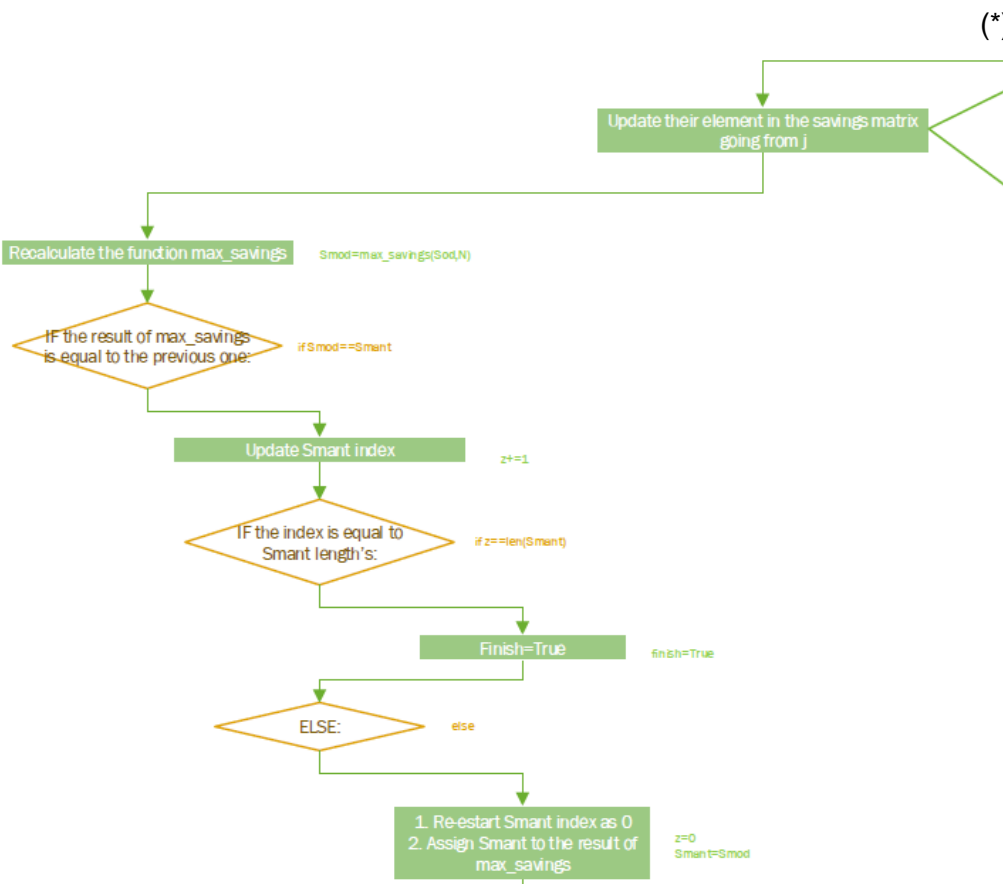 (*)
Update their element in the savings matrix
going from j
Recalculate the function max_savings
Smod=max_savings(Sod,N)
IF the result of max_savings
is equal to the previous one:
if Smod==Smant
Update Smant index
z+=1
IF the index is equal to
Smant length's:
if z==len(Smant)
Finish=True
finish=True
ELSE:
else
1. Re-estart Smant index as 0
2. Assign Smant to the result of
max_savings
z=0
Smant=Smod